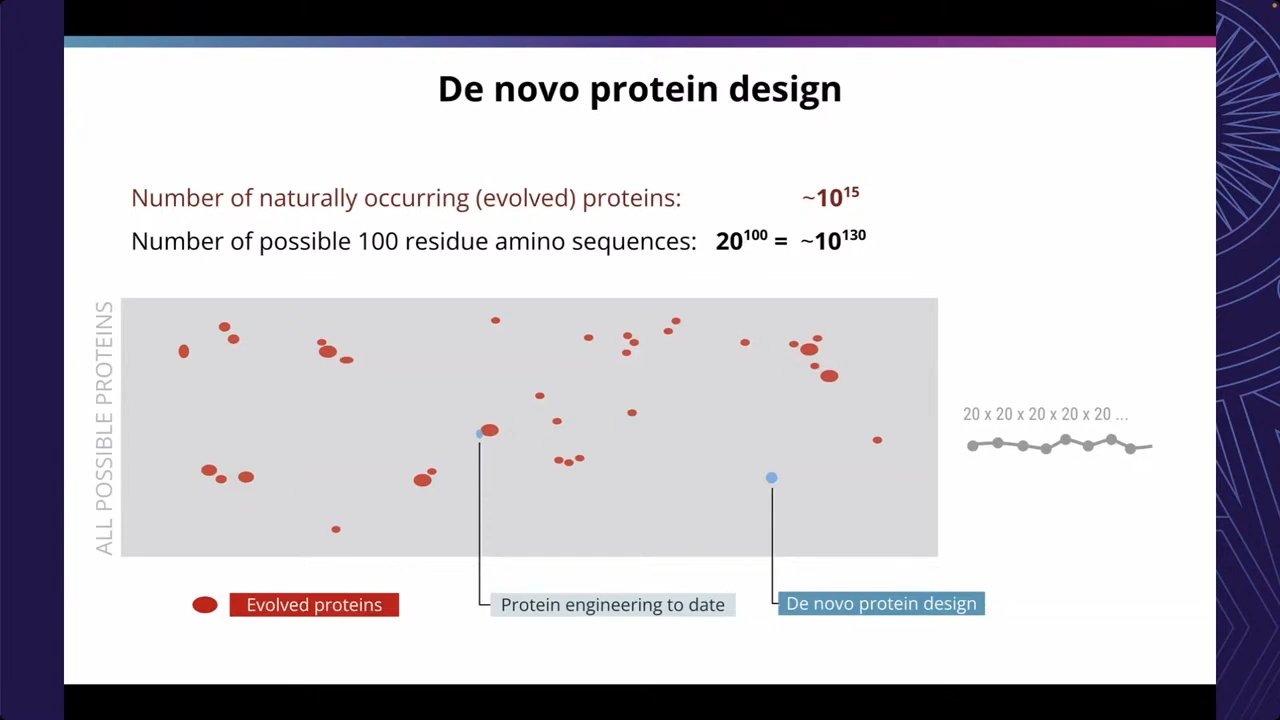 De novo protein design
Number of naturally occurring (evolved) proteins: ~10¹⁵
Number of possible 100 residue amino sequences: 20¹⁰⁰ = ~10¹³⁰
ALL POSSIBLE PROTEINS
20 x 20 x 20 x 20 x 20 ...
Evolved proteins
Protein engineering to date
De novo protein design